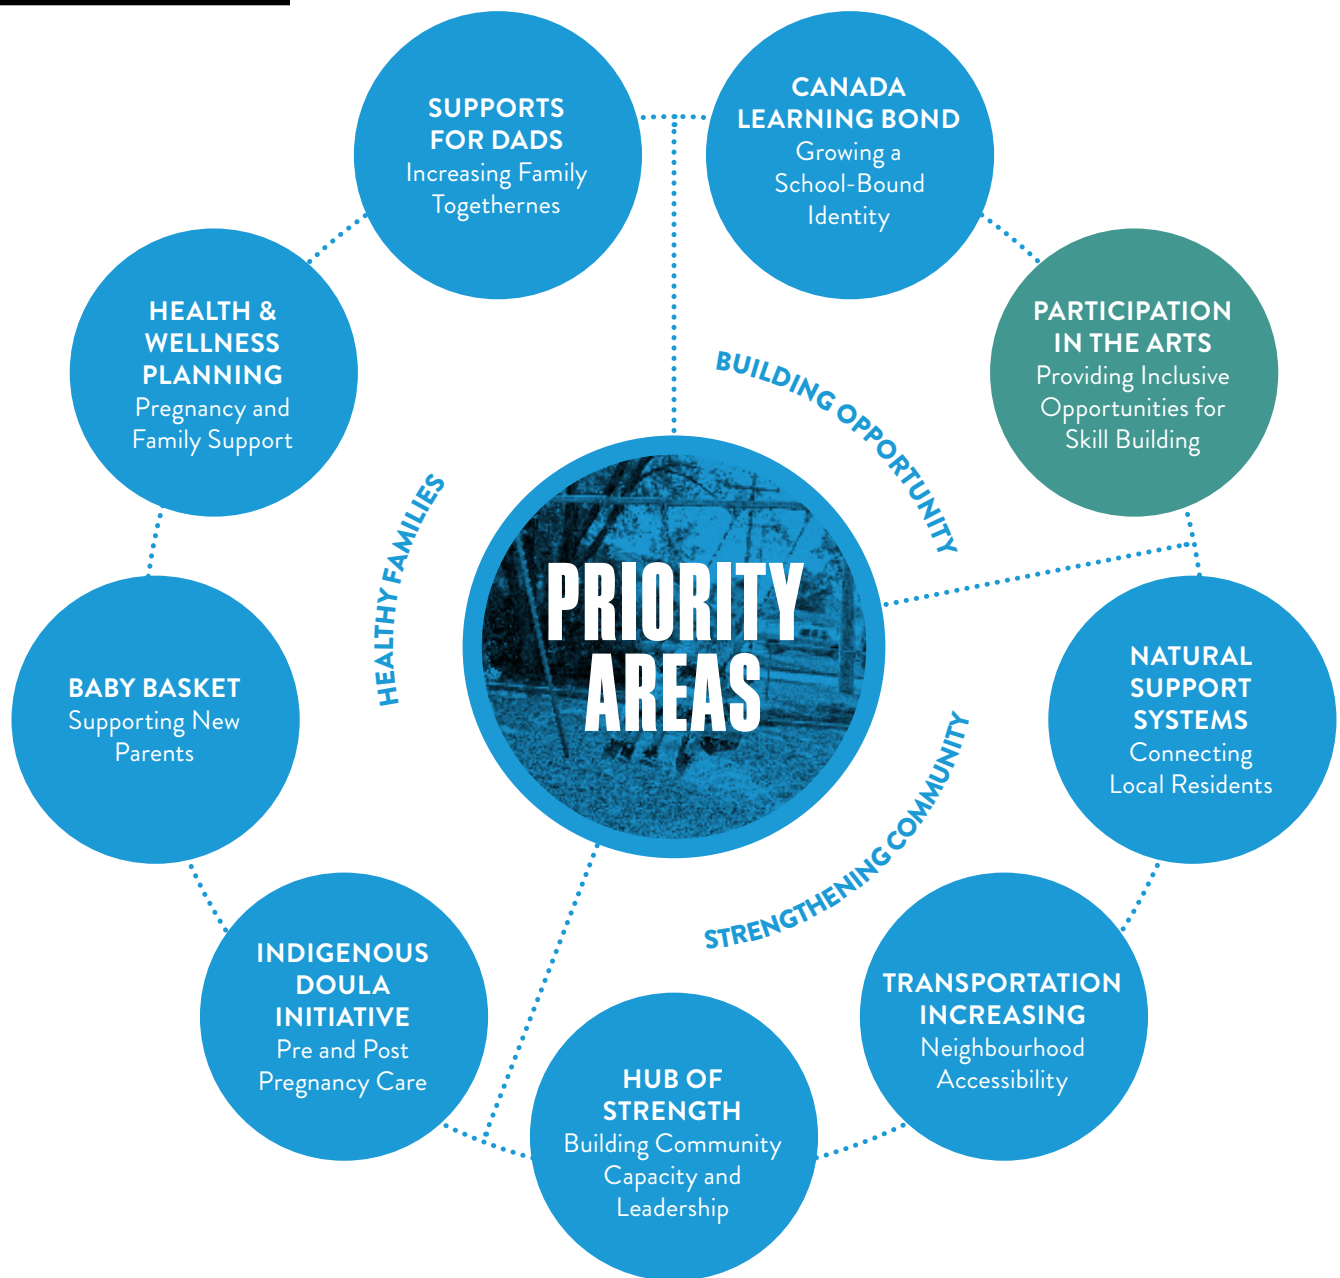 SUPPORTS
FOR DADS
Increasing Family
Togethernes
CANADA
LEARNING BOND
Growing a
School-Bound
Identity
HEALTH &
WELLNESS
PLANNING
Pregnancy and
Family Support
PARTICIPATION
IN THE ARTS
Providing Inclusive
Opportunities for
Skill Building
BUILDING OPPORTUNITY
HEALTHY FAMILIES
PRIORITY
AREAS
BABY BASKET
Supporting New
Parents
NATURAL
SUPPORT
SYSTEMS
Connecting
Local Residents
STRENGTHENING COMMUNITY
INDIGENOUS
DOULA
INITIATIVE
Pre and Post
Pregnancy Care
HUB OF
STRENGTH
Building Community
Capacity and
Leadership
TRANSPORTATION
INCREASING
Neighbourhood
Accessibility